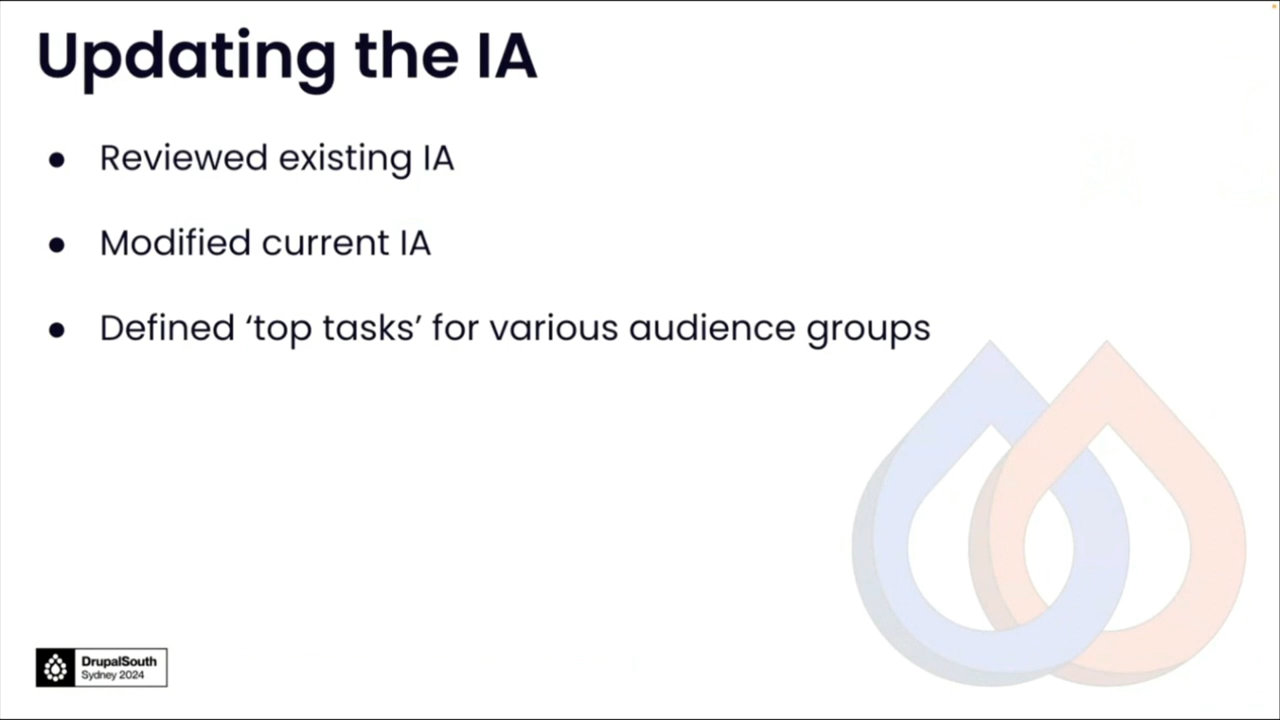 Updating the IA
● Reviewed existing IA
● Modified current IA
● Defined ‘top tasks’ for various audience groups
DrupalSouth
Sydney 2024